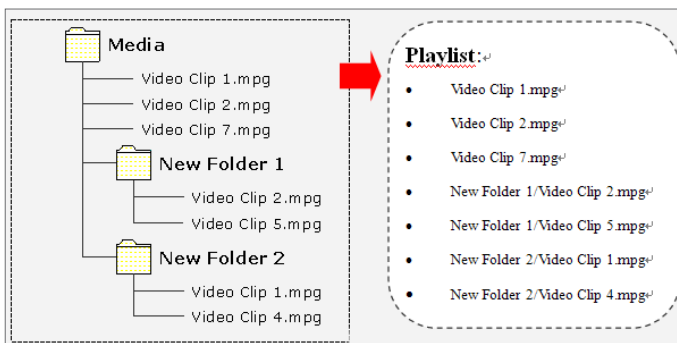 Media
Video Clip 1.mpg
Video Clip 2.mpg
Video Clip 7.mpg
New Folder 1
Video Clip 2.mpg
Video Clip 5.mpg
New Folder 2
Video Clip 1.mpg
Video Clip 4.mpg
Playlist:↵
• Video Clip 1.mpg↵
• Video Clip 2.mpg↵
• Video Clip 7.mpg↵
• New Folder 1/Video Clip 2.mpg↵
• New Folder 1/Video Clip 5.mpg↵
• New Folder 2/Video Clip 1.mpg↵
• New Folder 2/Video Clip 4.mpg↵